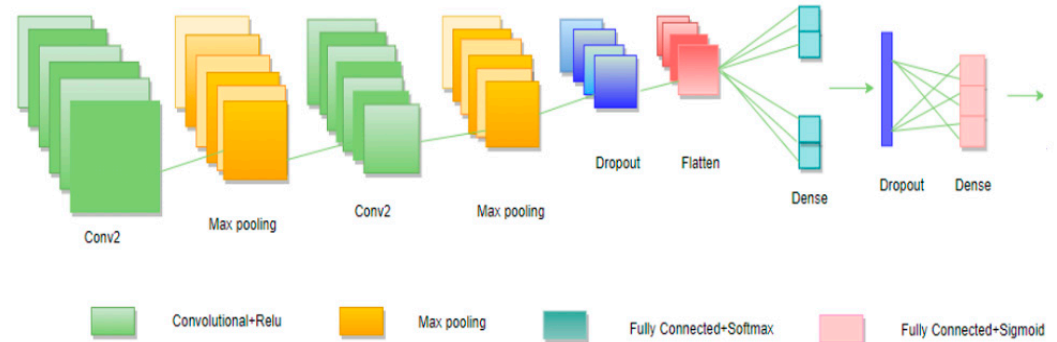 Conv2
Max pooling
Conv2
Max pooling
Dropout
Flatten
Dense
Dropout
Dense
Convolutional+Relu
Max pooling
Fully Connected+Softmax
Fully Connected+Sigmoid